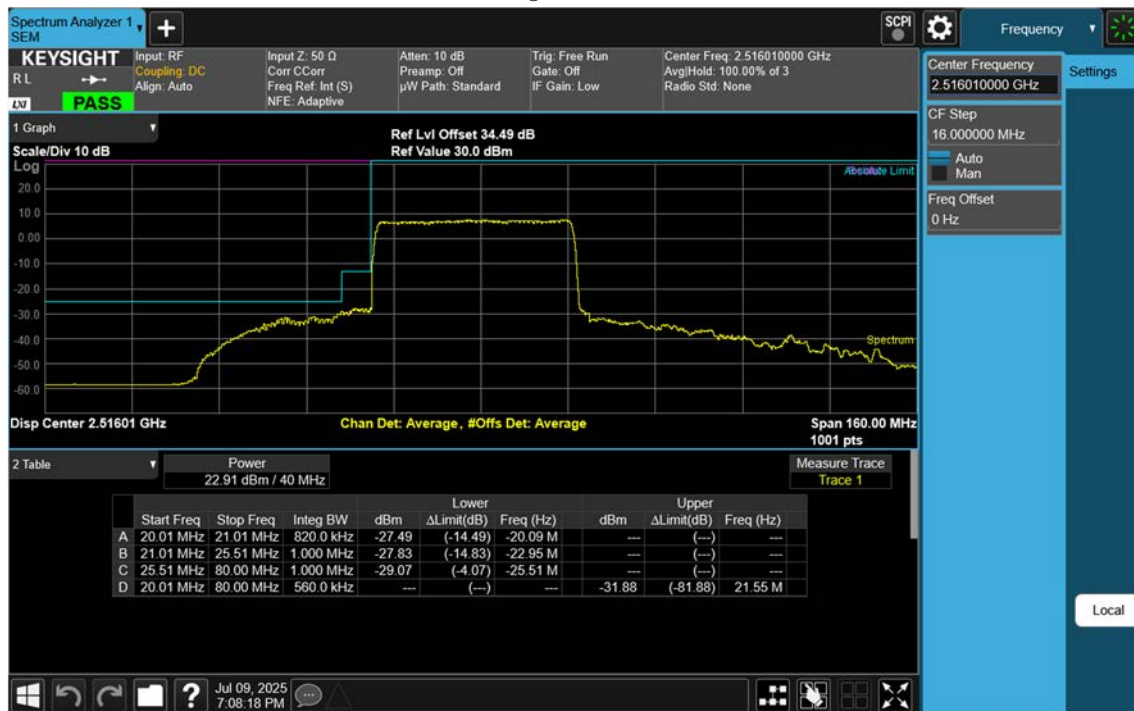 Spectrum Analyzer 1
SEM
SCPI
Frequency
KEYSIGHT
R L
LXI
PASS
Input: RF
Coupling: DC
Align: Auto
Input Z: 50 Ω
Corr CCorr
Freq Ref: Int (S)
NFE: Adaptive
Atten: 10 dB
Preamp: Off
µW Path: Standard
Trig: Free Run
Gate: Off
IF Gain: Low
Center Freq: 2.516010000 GHz
Avg|Hold: 100.00% of 3
Radio Std: None
Center Frequency
2.516010000 GHz
Settings
CF Step
16.000000 MHz
Auto
Man
Freq Offset
0 Hz
1 Graph
Scale/Div 10 dB
Ref Lvl Offset 34.49 dB
Ref Value 30.0 dBm
Log
Absolute Limit
20.0
10.0
0.00
-10.0
-20.0
-30.0
-40.0
Spectrum
-50.0
-60.0
Disp Center 2.51601 GHz
Chan Det: Average, #Offs Det: Average
Span 160.00 MHz
1001 pts
2 Table
Power
22.91 dBm / 40 MHz
Measure Trace
Trace 1
Lower Upper
Start Freq Stop Freq Integ BW dBm ΔLimit(dB) Freq (Hz) dBm ΔLimit(dB) Freq (Hz)
A 20.01 MHz 21.01 MHz 820.0 kHz -27.49 (-14.49) -20.09 M --- (---) ---
B 21.01 MHz 25.51 MHz 1.000 MHz -27.83 (-14.83) -22.95 M --- (---) ---
C 25.51 MHz 80.00 MHz 1.000 MHz -29.07 (-4.07) -25.51 M --- (---) ---
D 20.01 MHz 80.00 MHz 560.0 kHz --- (---) --- -31.88 (-81.88) 21.55 M
Local
?
Jul 09, 2025
7:08:18 PM